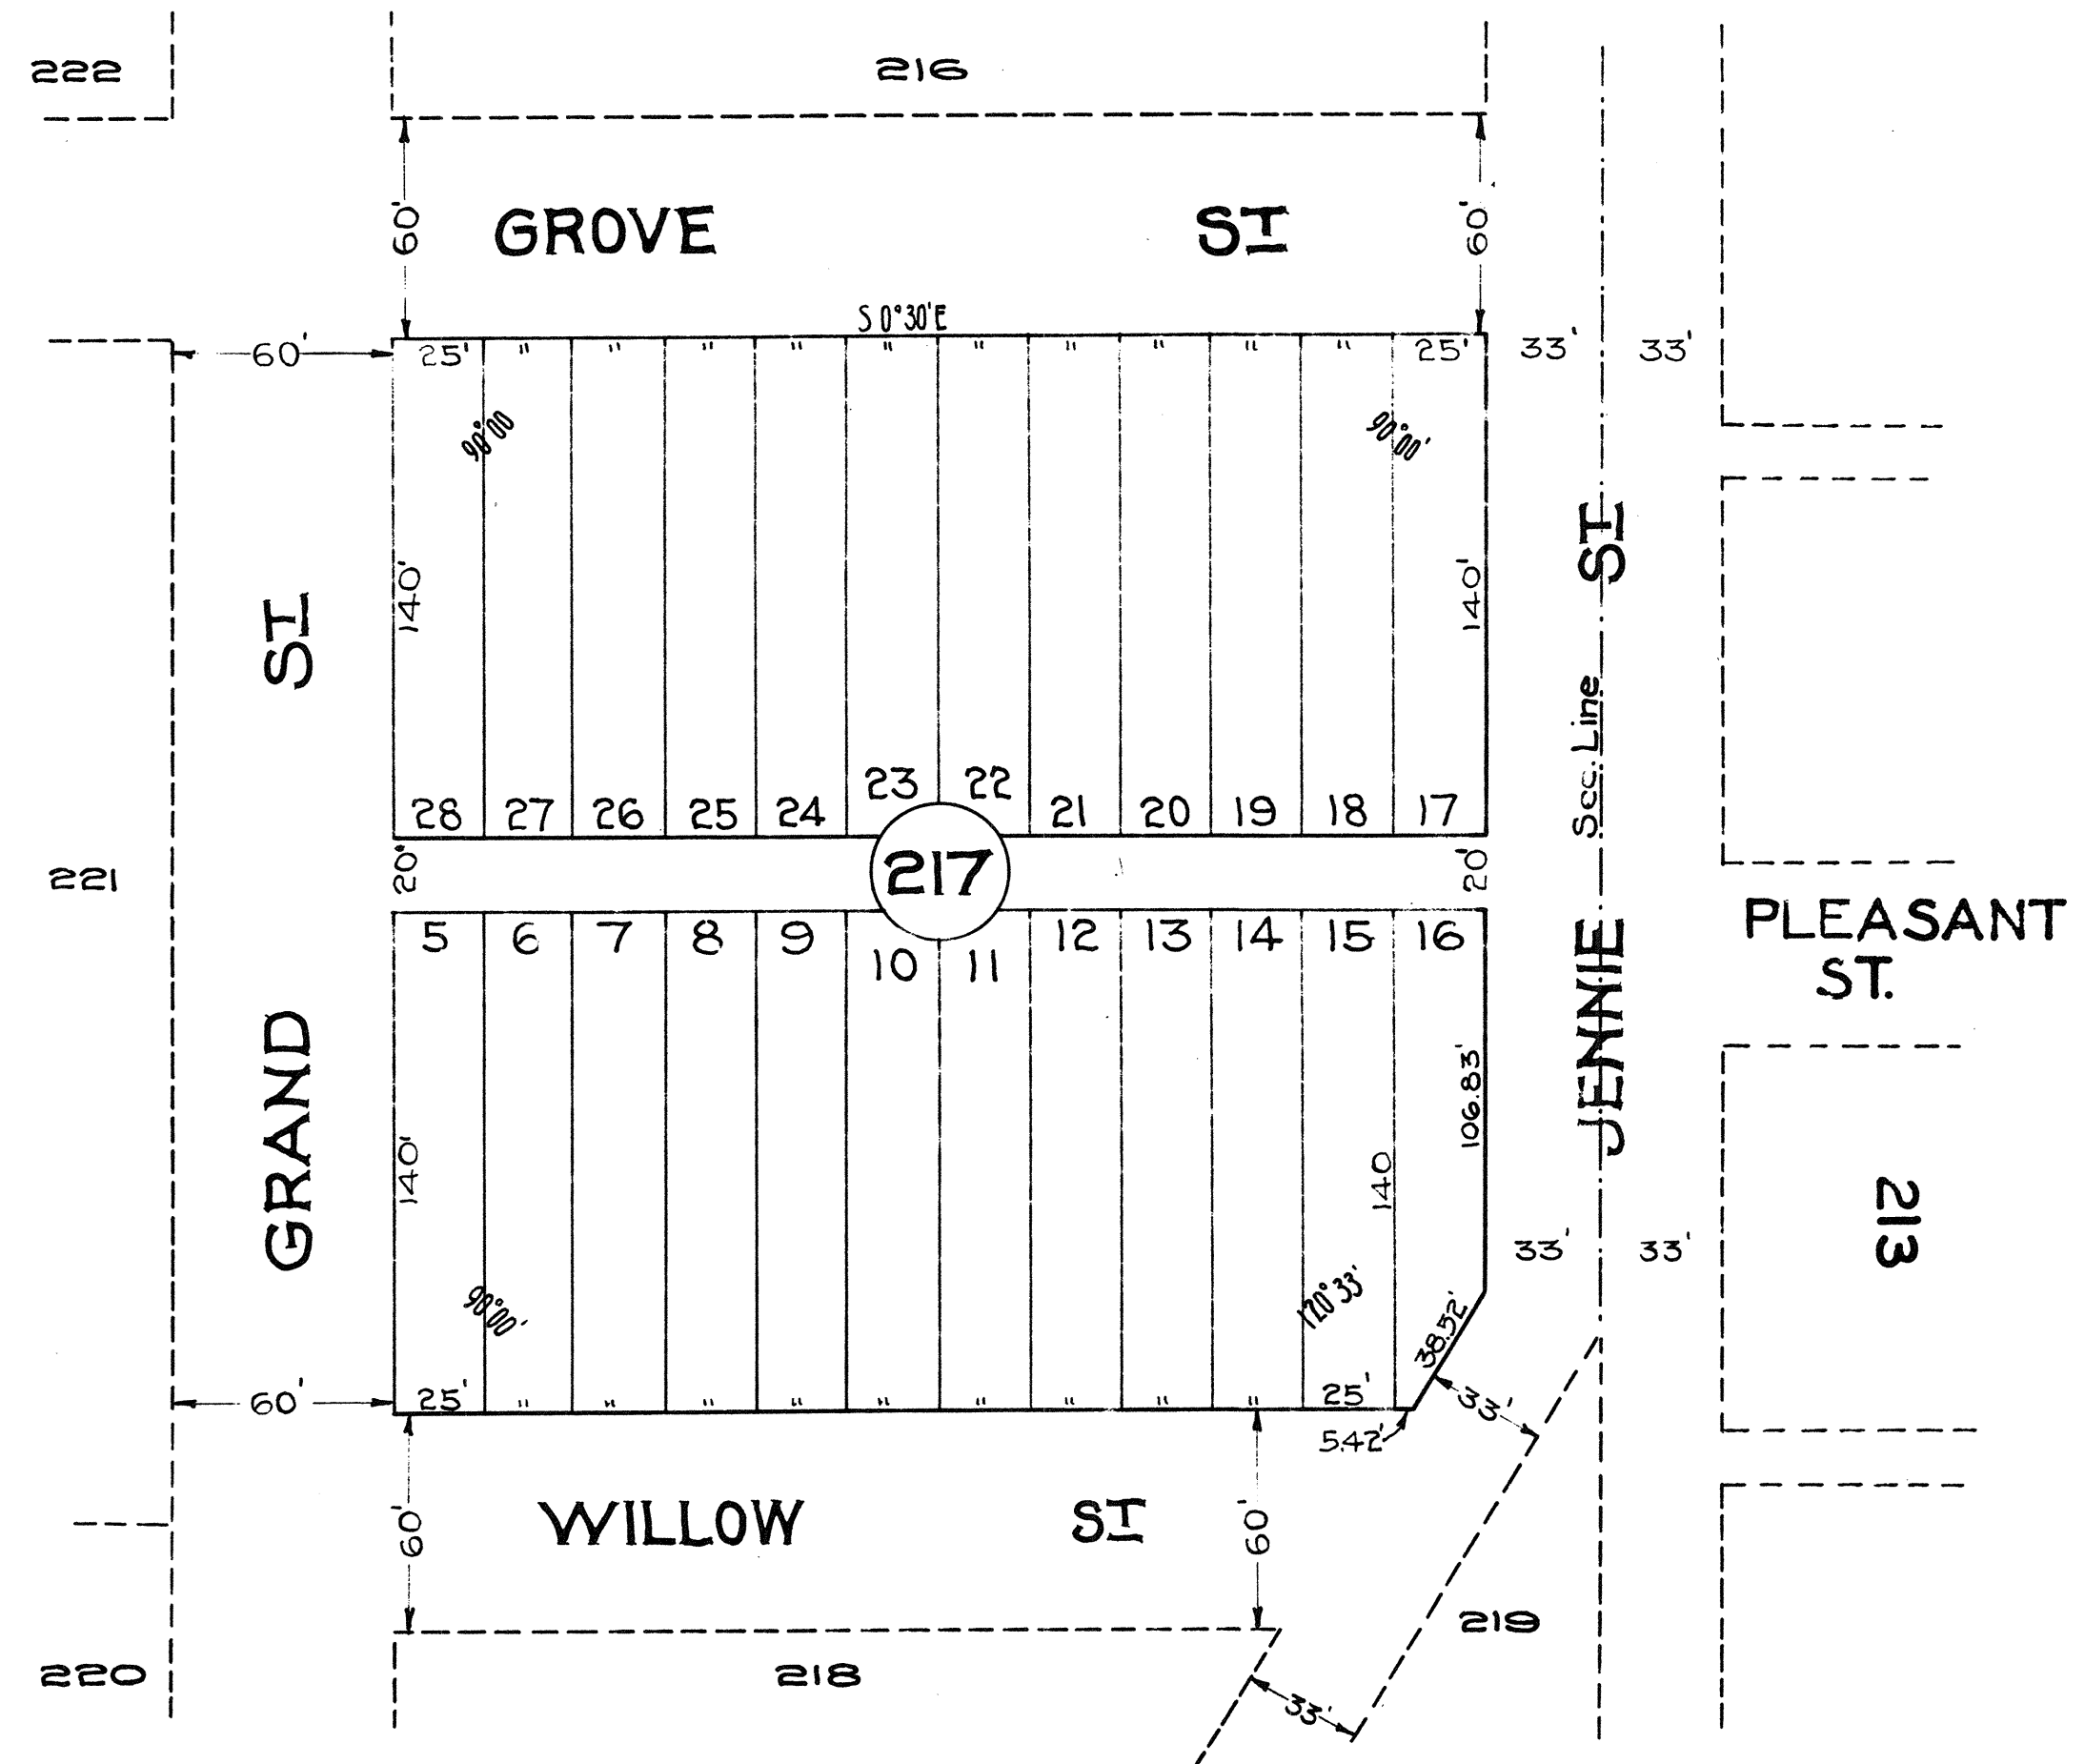 222
216
60'
GROVE ST
60'
S 0°30'E
60'
25' " " " " " " " " " " 25'
33' 33'
90°00
90°00'
ST
140'
140'
ST
Sec. Line
23 22
28 27 26 25 24 21 20 19 18 17
221
20'
217
20'
PLEASANT
ST.
5 6 7 8 9 12 13 14 15 16
10 11
JENNIE
GRAND
106.83'
140'
140
213
33' 33'
90°00'
120°33'
38.52'
60'
25' " " " " " " " " " 25'
33'
5.42'
60'
WILLOW ST
60'
219
220
218
33'